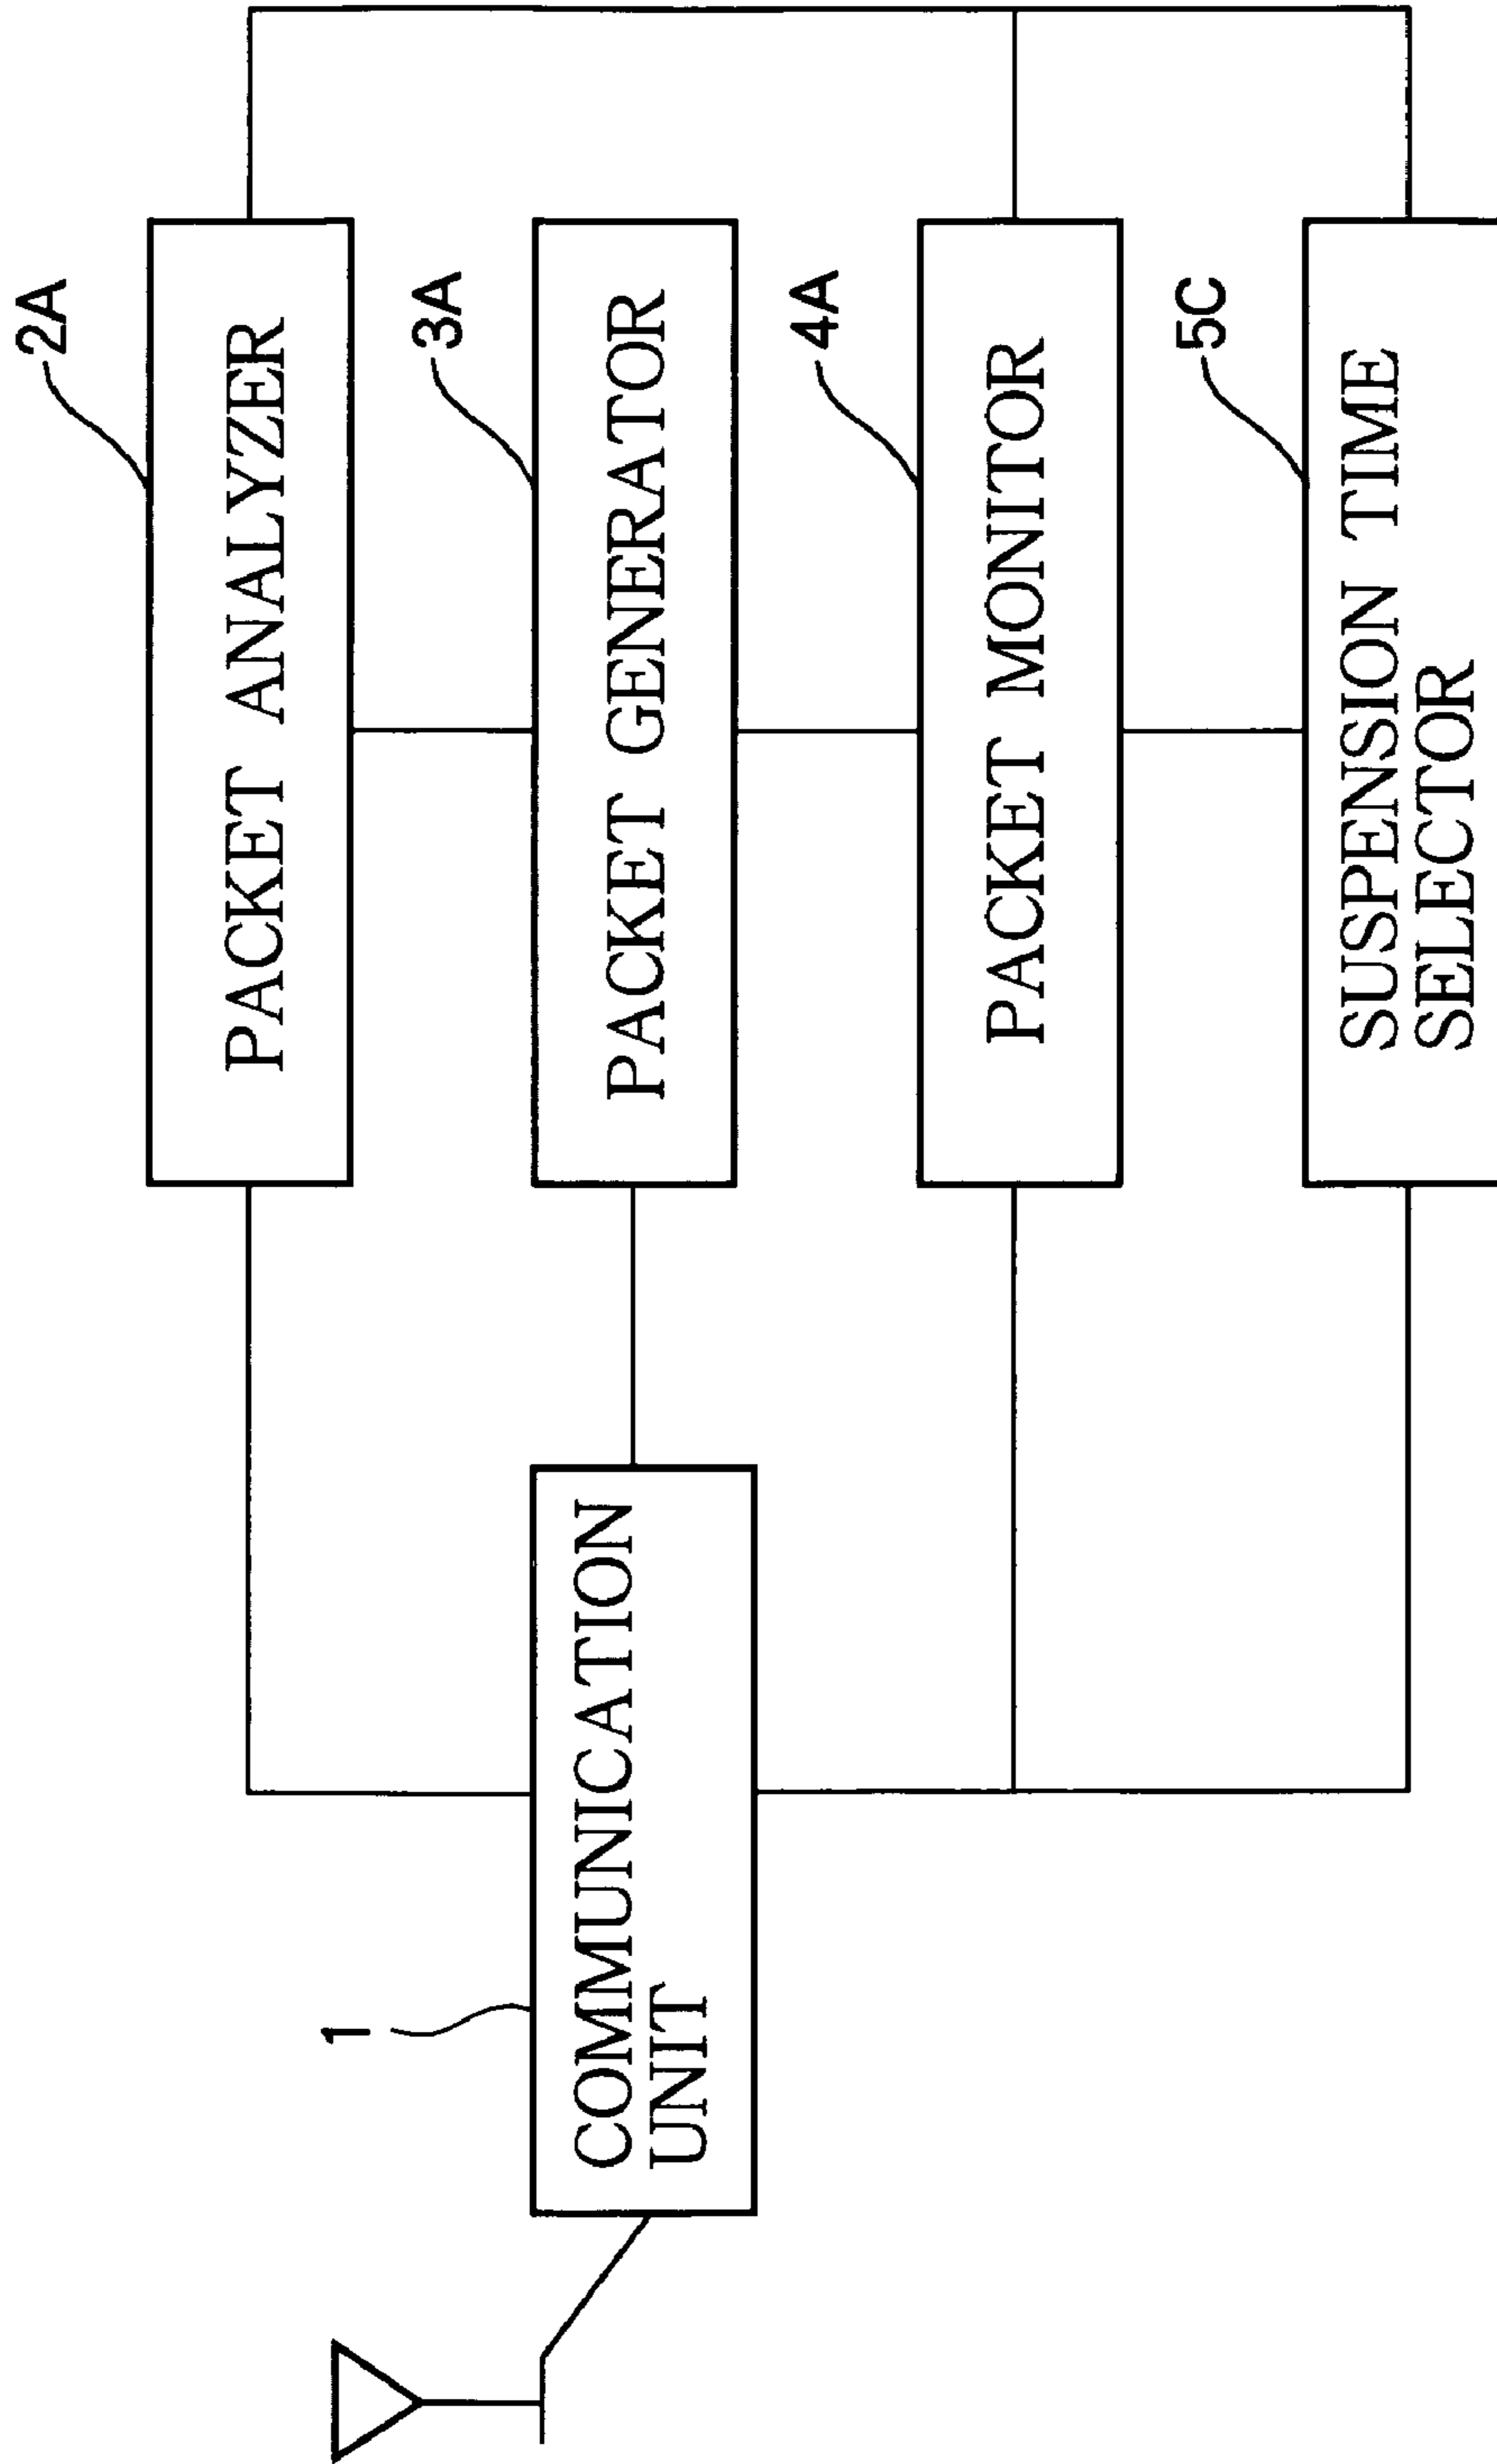 2A
PACKET ANALYZER
3A
PACKET GENERATOR
1
COMMUNICATION
UNIT
4A
PACKET MONITOR
5C
SUSPENSION TIME
SELECTOR